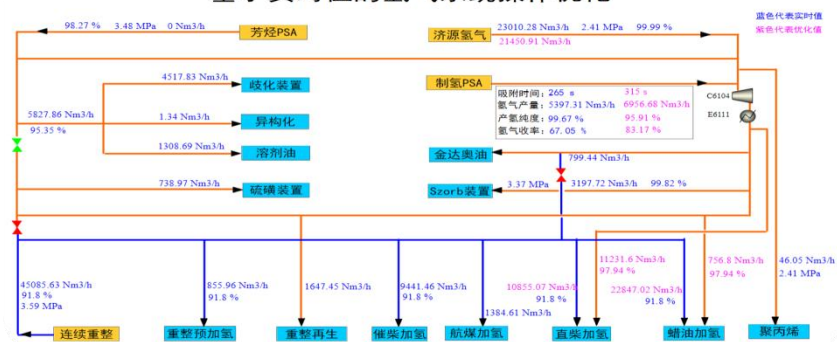 蓝色代表实时值
紫色代表优化值
98.27 % 3.48 MPa 0 Nm3/h
芳烃PSA
济源氢气
23010.28 Nm3/h 2.41 MPa 99.99 %
21450.91 Nm3/h
制氢PSA
吸附时间: 265 s 315 s
氢气产量: 5397.31 Nm3/h 6956.68 Nm3/h
产氢纯度: 99.67 % 95.91 %
氢气收率: 67.05 % 83.17 %
C6104
E6111
4517.83 Nm3/h
歧化装置
5827.86 Nm3/h
95.35 %
1.34 Nm3/h
异构化
1308.69 Nm3/h
溶剂油
金达奥油
799.44 Nm3/h
738.97 Nm3/h
硫磺装置
Szorb装置
3.37 MPa 3197.72 Nm3/h 99.82 %
45085.63 Nm3/h
91.8 %
3.59 MPa
855.96 Nm3/h
91.8 %
1647.45 Nm3/h
9441.46 Nm3/h
91.8 %
1384.61 Nm3/h
10855.07 Nm3/h
91.8 %
11231.6 Nm3/h
97.94 %
22847.02 Nm3/h
91.8 %
756.8 Nm3/h
97.94 %
46.05 Nm3/h
2.41 MPa
连续重整
重整预加氢
重整再生
催柴加氢
航煤加氢
直柴加氢
蜡油加氢
聚丙烯